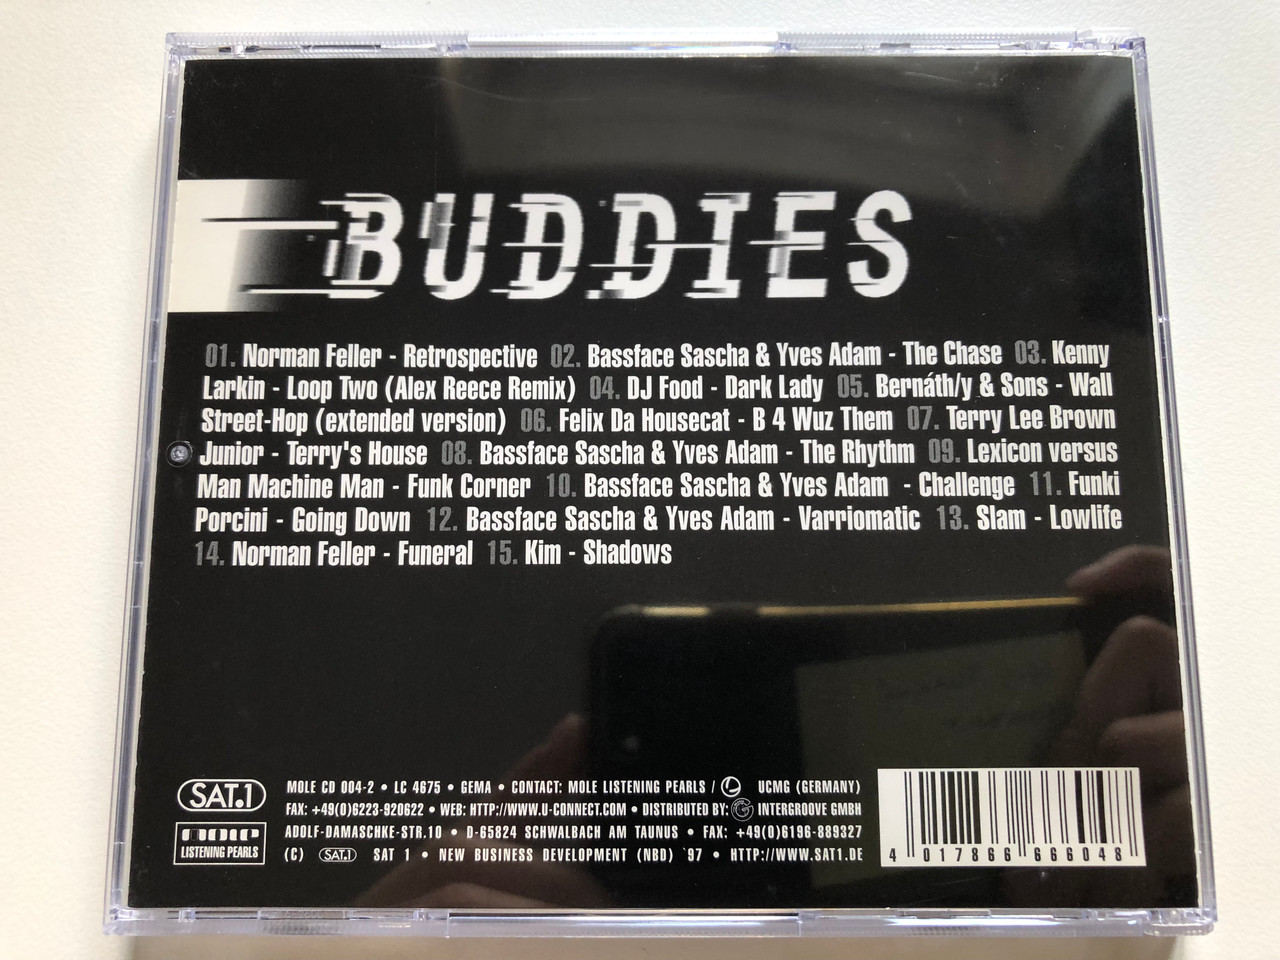 BUDDIES
01. Norman Feller - Retrospective 02. Bassface Sascha & Yves Adam - The Chase 03. Kenny
Larkin - Loop Two (Alex Reece Remix) 04. DJ Food - Dark Lady 05. Bernáth/y & Sons - Wall
Street-Hop (extended version) 06. Felix Da Housecat - B 4 Wuz Them 07. Terry Lee Brown
Junior - Terry's House 08. Bassface Sascha & Yves Adam - The Rhythm 09. Lexicon versus
Man Machine Man - Funk Corner 10. Bassface Sascha & Yves Adam - Challenge 11. Funki
Porcini - Going Down 12. Bassface Sascha & Yves Adam - Varriomatic 13. Slam - Lowlife
14. Norman Feller - Funeral 15. Kim - Shadows
SAT.1
mole
LISTENING PEARLS
MOLE CD 004-2 • LC 4675 • GEMA • CONTACT: MOLE LISTENING PEARLS / UCMG (GERMANY)
FAX: +49(0)6223-920622 • WEB: HTTP://WWW.U-CONNECT.COM • DISTRIBUTED BY: INTERGROOVE GMBH
ADOLF-DAMASCHKE-STR.10 • D-65824 SCHWALBACH AM TAUNUS • FAX: +49(0)6196-889327
(C) SAT.1 SAT 1 • NEW BUSINESS DEVELOPMENT (NBD) '97 • HTTP://WWW.SAT1.DE
4 017866 666048